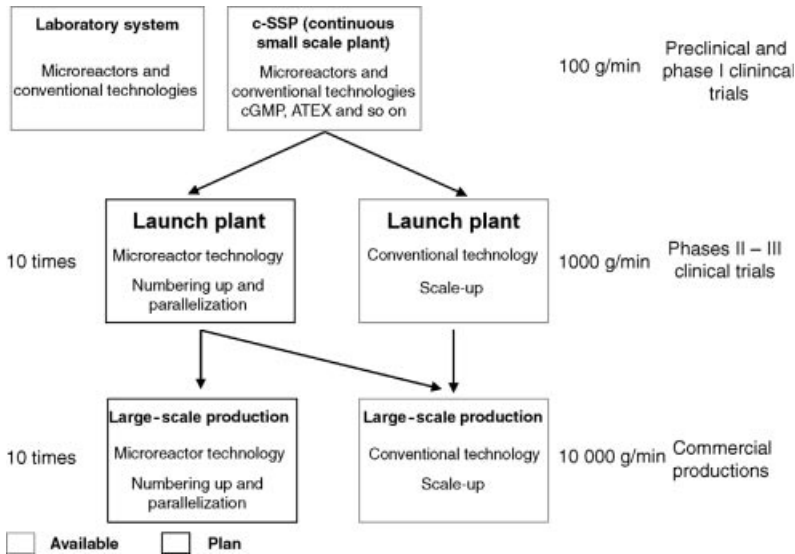 Laboratory system
Microreactors and
conventional technologies
c-SSP (continuous
small scale plant)
Microreactors and
conventional technologies
cGMP, ATEX and so on
100 g/min
Preclinical and
phase I clinincal
trials
10 times
Launch plant
Microreactor technology
Numbering up and
parallelization
Launch plant
Conventional technology
Scale-up
1000 g/min
Phases II – III
clinical trials
10 times
Large-scale production
Microreactor technology
Numbering up and
parallelization
Large-scale production
Conventional technology
Scale-up
10 000 g/min
Commercial
productions
Available
Plan